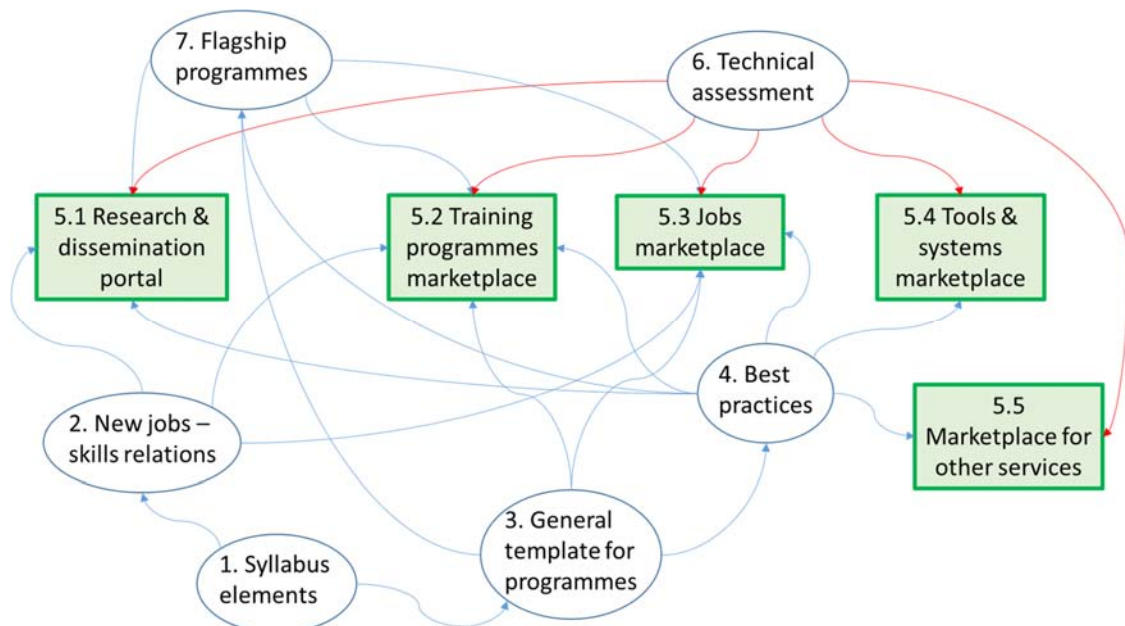 7. Flagship
programmes
6. Technical
assessment
5.1 Research &
dissemination
portal
5.2 Training
programmes
marketplace
5.3 Jobs
marketplace
5.4 Tools &
systems
marketplace
4. Best
practices
5.5
Marketplace for
other services
2. New jobs –
skills relations
3. General
template for
programmes
1. Syllabus
elements